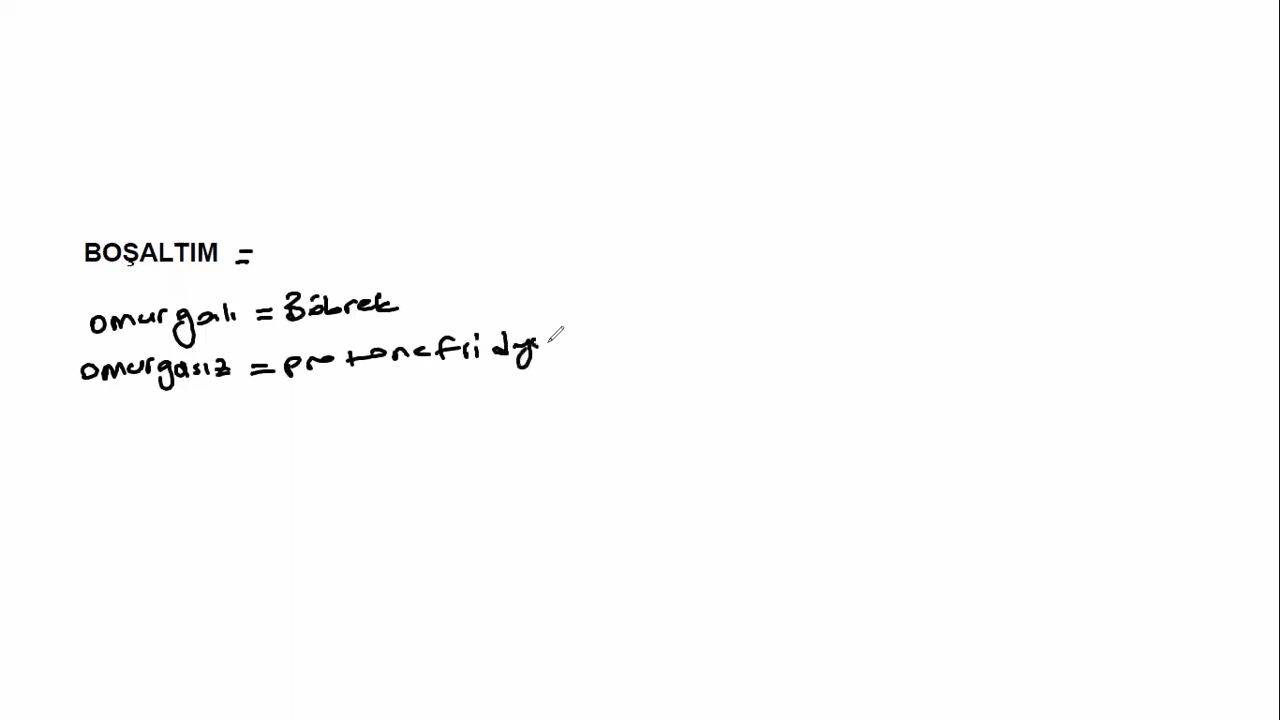 BOŞALTIM =
omurgalı = Böbrek
omurgasız = protonefridy